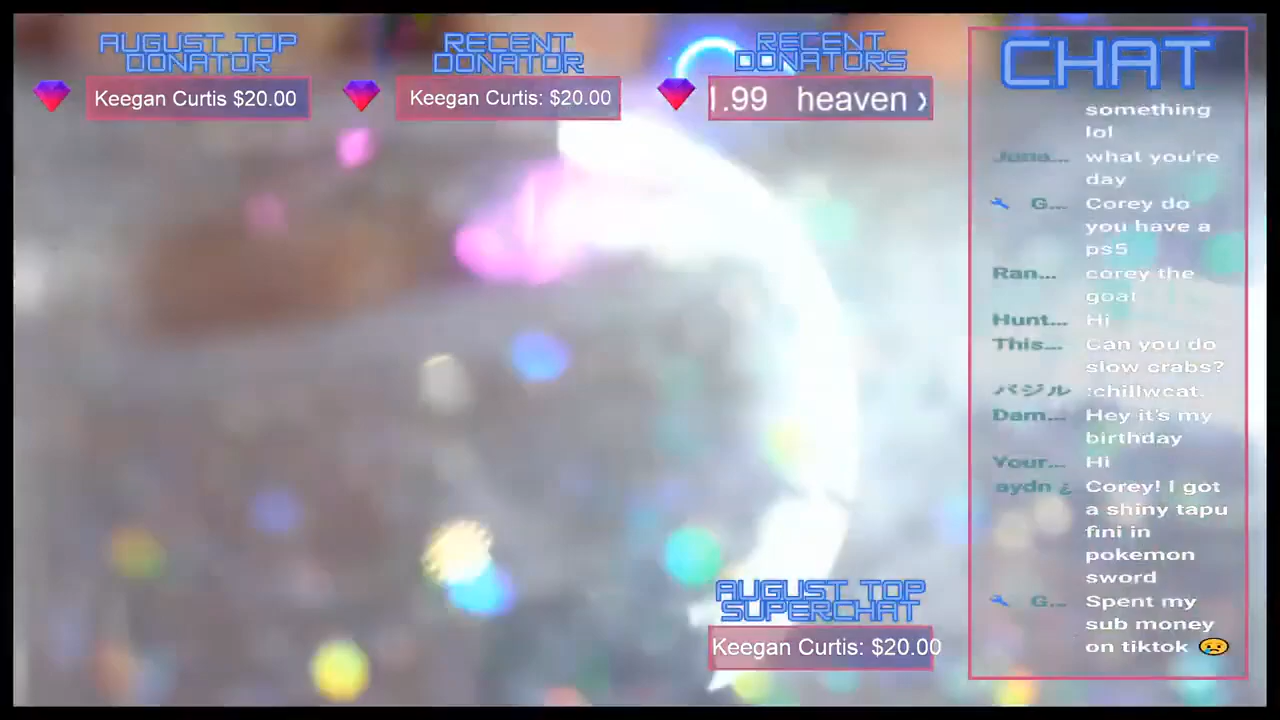 AUGUST TOP
DONATOR
Keegan Curtis $20.00
RECENT
DONATOR
Keegan Curtis: $20.00
RECENT
DONATORS
1.99 heaven
CHAT
something
lol
what you're
day
G... Corey do
you have a
ps5
Ran... corey the
goat
Hunt... Hi
This... Can you do
slow crabs?
バジル :chillwcat.
Dam... Hey it's my
birthday
Your... Hi
aydn ¿ Corey! I got
a shiny tapu
fini in
pokemon
sword
G... Spent my
sub money
on tiktok 😢
AUGUST TOP
SUPERCHAT
Keegan Curtis: $20.00